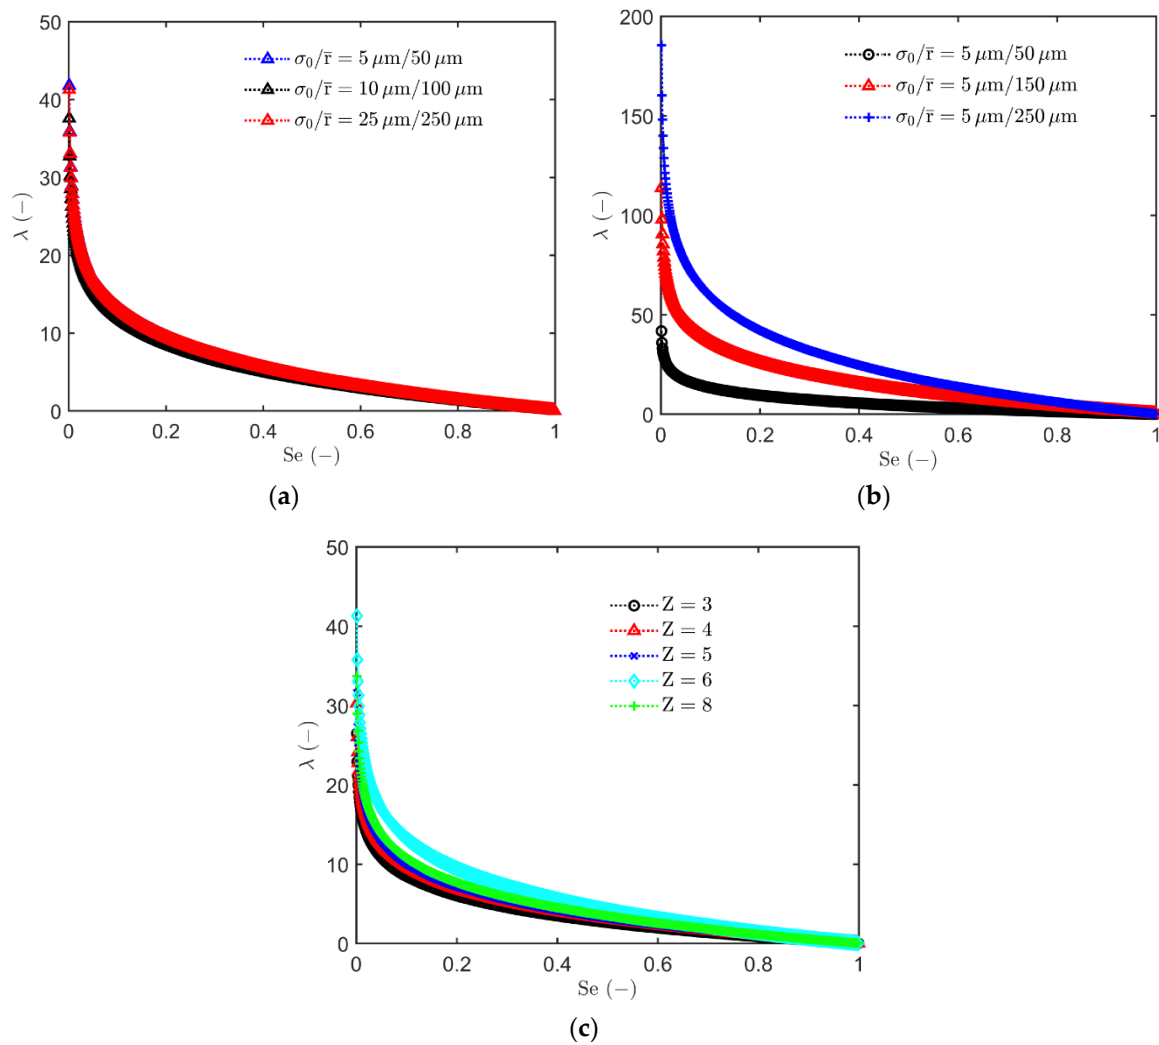 50
40
30
20
10
0
λ (−)
0 0.2 0.4 0.6 0.8 1
Se (−)
σ₀/r̄ = 5 μm/50 μm
σ₀/r̄ = 10 μm/100 μm
σ₀/r̄ = 25 μm/250 μm
(a)
200
150
100
50
0
λ (−)
0 0.2 0.4 0.6 0.8 1
Se (−)
σ₀/r̄ = 5 μm/50 μm
σ₀/r̄ = 5 μm/150 μm
σ₀/r̄ = 5 μm/250 μm
(b)
50
40
30
20
10
0
λ (−)
0 0.2 0.4 0.6 0.8 1
Se (−)
Z = 3
Z = 4
Z = 5
Z = 6
Z = 8
(c)